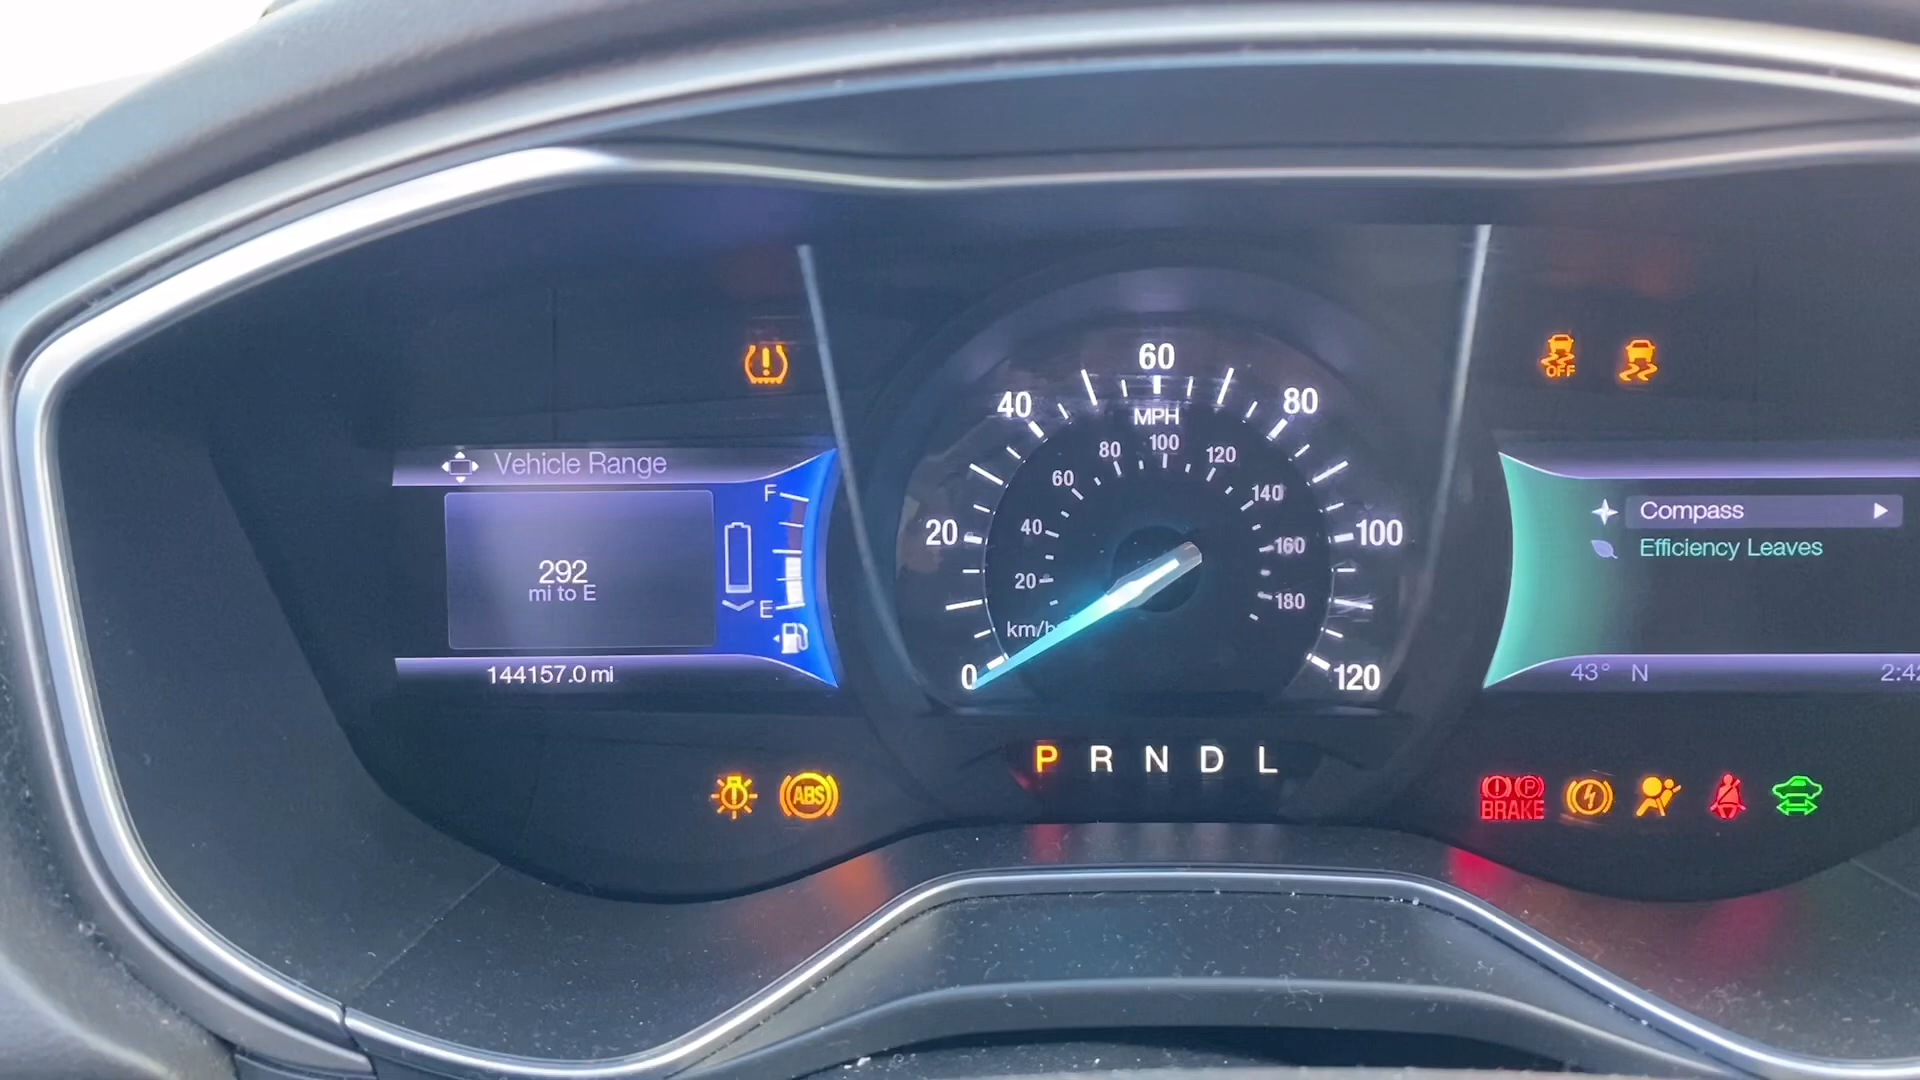 OFF
Vehicle Range
F
292
mi to E
E
144157.0 mi
0
20
40
60
80
100
120
MPH
20
40
60
80
100
120
140
160
180
km/h
Compass
Efficiency Leaves
43° N
P R N D L
ABS
P
BRAKE